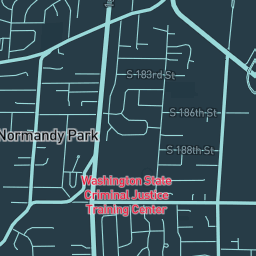 S 183rd St
S 186th St
Normandy Park
S 188th St
Washington State
Criminal Justice
Training Center